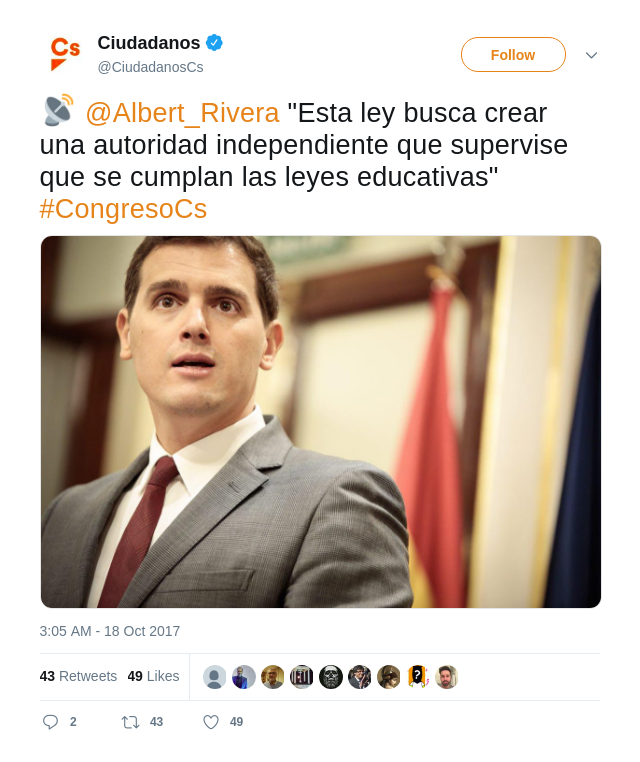 Cs
Ciudadanos
@CiudadanosCs
Follow
@Albert_Rivera "Esta ley busca crear
una autoridad independiente que supervise
que se cumplan las leyes educativas"
#CongresoCs
3:05 AM - 18 Oct 2017
43 Retweets 49 Likes
?
2 43 49